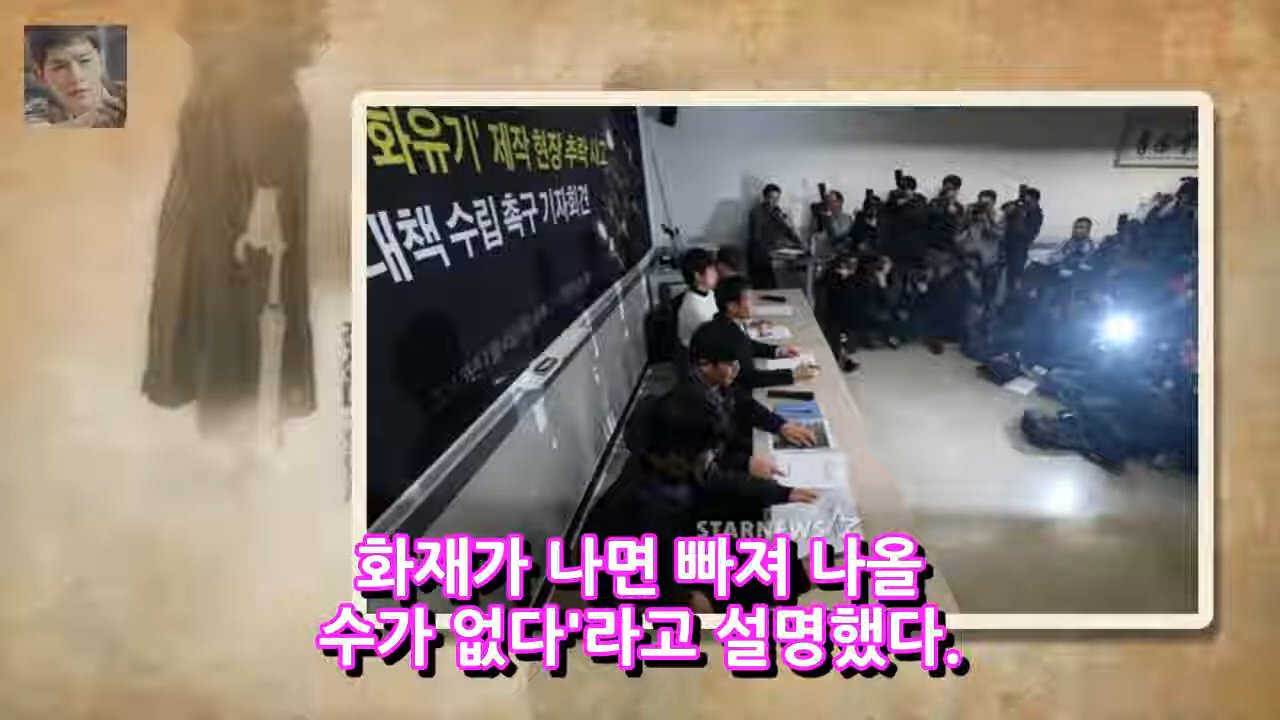 화유기' 제작 현장 추락 사고
대책 수립 촉구 기자회견
STARNEWS
화재가 나면 빠져 나올
수가 없다'라고 설명했다.